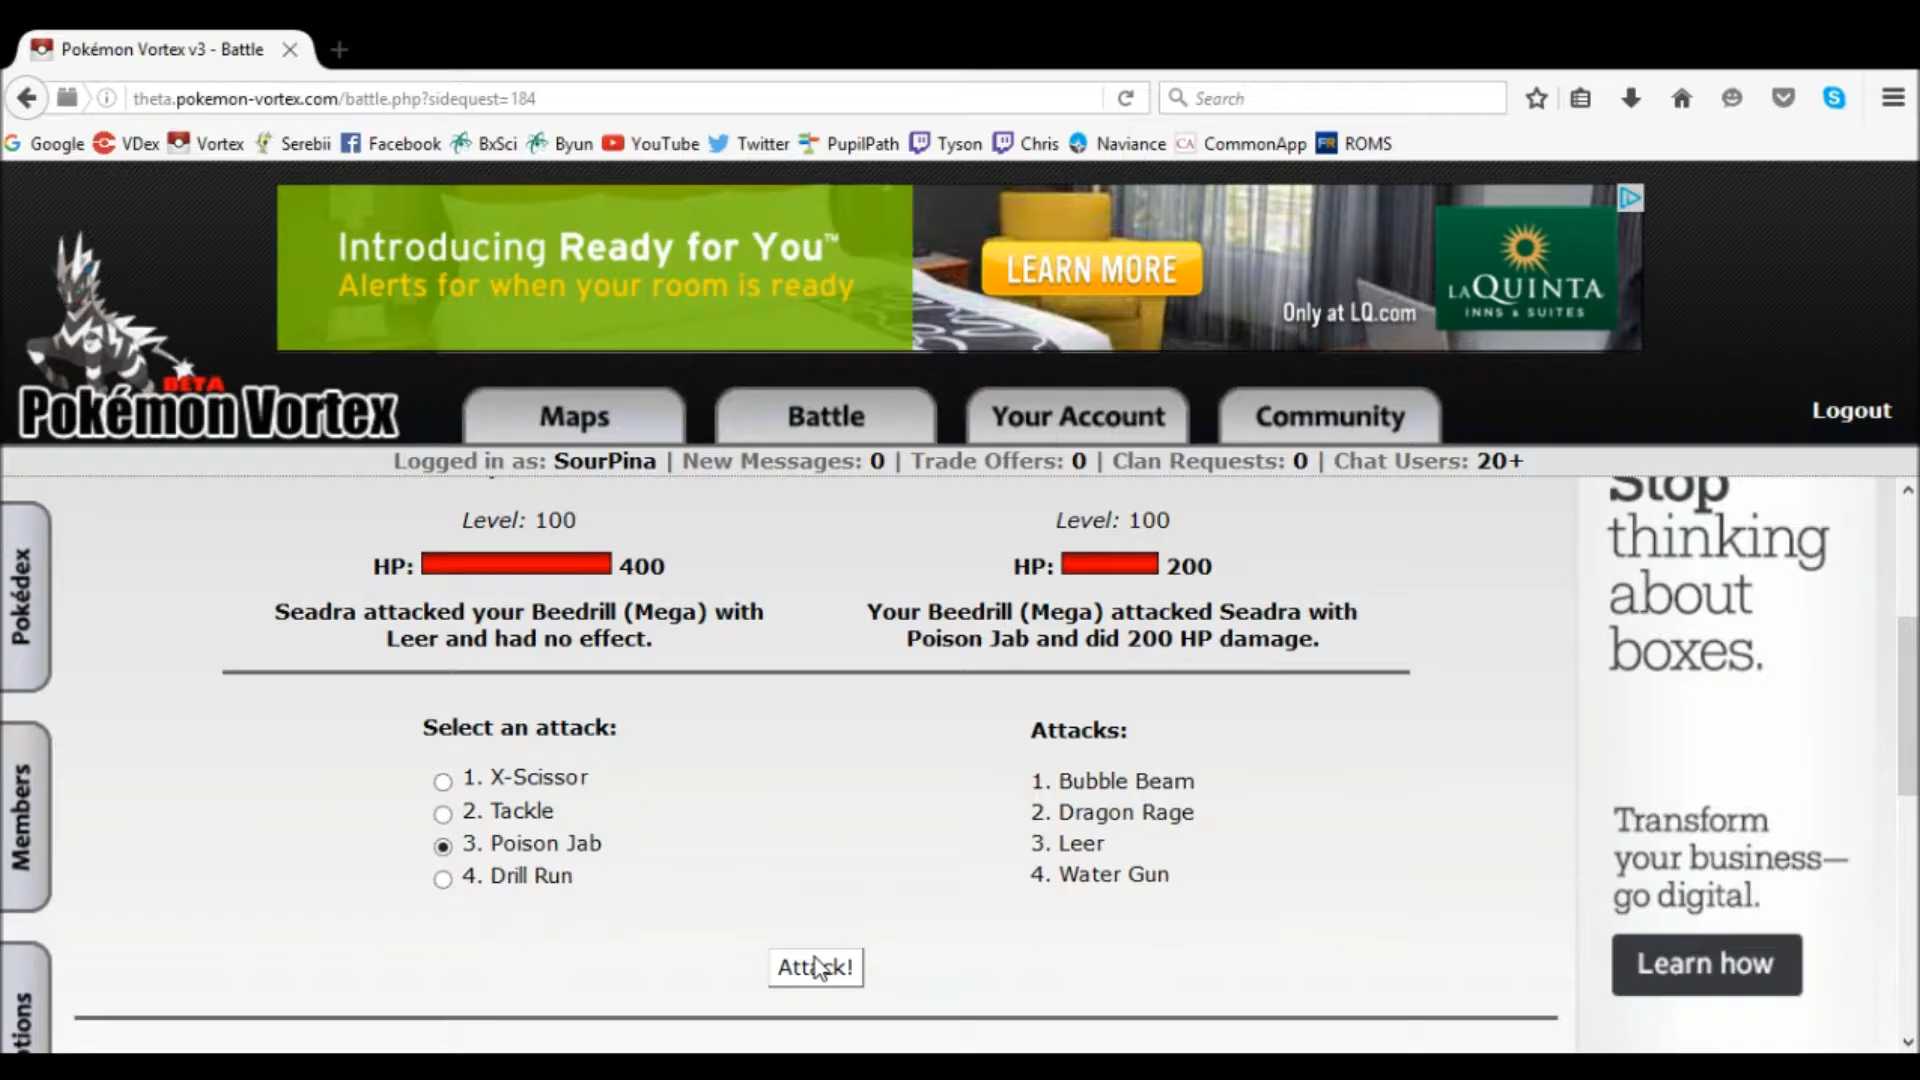 Pokémon Vortex v3 - Battle
theta.pokemon-vortex.com/battle.php?sidequest=184
Search
Google VDex Vortex Serebii Facebook BxSci Byun YouTube Twitter PupilPath Tyson Chris Naviance CA CommonApp FR ROMS
Introducing Ready for You™
Alerts for when your room is ready
LEARN MORE
Only at LQ.com
LAQUINTA
INNS & SUITES
BETA
Pokémon Vortex
Maps
Battle
Your Account
Community
Logout
Logged in as: SourPina | New Messages: 0 | Trade Offers: 0 | Clan Requests: 0 | Chat Users: 20+
Pokédex
Members
tions
Level: 100
HP: 400
Seadra attacked your Beedrill (Mega) with
Leer and had no effect.
Level: 100
HP: 200
Your Beedrill (Mega) attacked Seadra with
Poison Jab and did 200 HP damage.
Select an attack:
1. X-Scissor
2. Tackle
3. Poison Jab
4. Drill Run
Attacks:
1. Bubble Beam
2. Dragon Rage
3. Leer
4. Water Gun
Attack!
Stop
thinking
about
boxes.
Transform
your business—
go digital.
Learn how